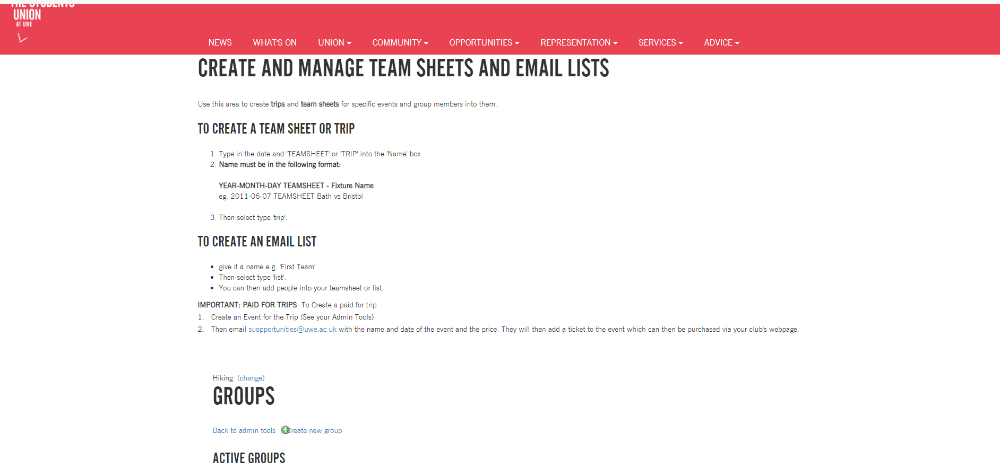 THE STUDENTS'
UNION
AT UWE
NEWS WHAT'S ON UNION COMMUNITY OPPORTUNITIES REPRESENTATION SERVICES ADVICE
CREATE AND MANAGE TEAM SHEETS AND EMAIL LISTS
Use this area to create trips and team sheets for specific events and group members into them.
TO CREATE A TEAM SHEET OR TRIP
1. Type in the date and 'TEAMSHEET' or 'TRIP' into the 'Name' box.
2. Name must be in the following format:
YEAR-MONTH-DAY TEAMSHEET - Fixture Name
eg. 2011-06-07 TEAMSHEET Bath vs Bristol
3. Then select type 'trip'.
TO CREATE AN EMAIL LIST
• give it a name e.g. 'First Team'
• Then select type 'list'.
• You can then add people into your teamsheet or list.
IMPORTANT: PAID FOR TRIPS: To Create a paid for trip
1. Create an Event for the Trip (See your Admin Tools)
2. Then email suopportunities@uwe.ac.uk with the name and date of the event and the price. They will then add a ticket to the event which can then be purchased via your club's webpage.
Hiking (change)
GROUPS
Back to admin tools Create new group
ACTIVE GROUPS